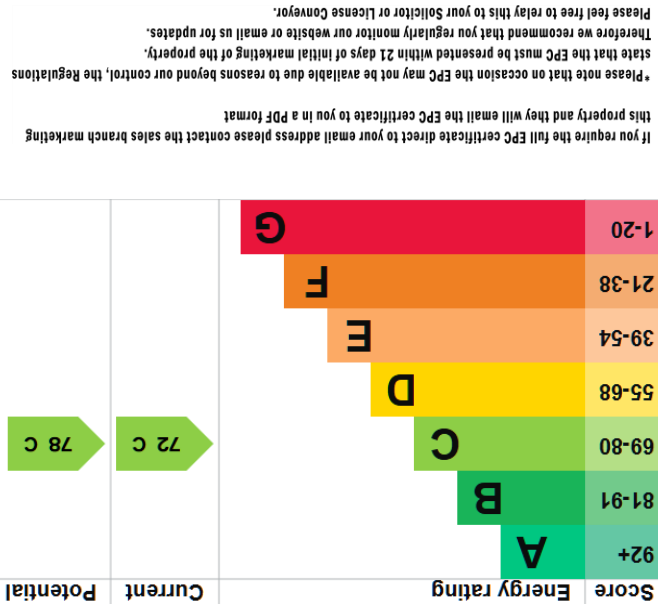 Score Energy rating Current Potential
92+ A
81-91 B
69-80 C 72 C 78 C
55-68 D
39-54 E
21-38 F
1-20 G
If you require the full EPC certificate direct to your email address please contact the sales branch marketing
this property and they will email the EPC certificate to you in a PDF format
*Please note that on occasion the EPC may not be available due to reasons beyond our control, the Regulations
state that the EPC must be presented within 21 days of initial marketing of the property.
Therefore we recommend that you regularly monitor our website or email us for updates.
Please feel free to relay this to your Solicitor or License Conveyor.